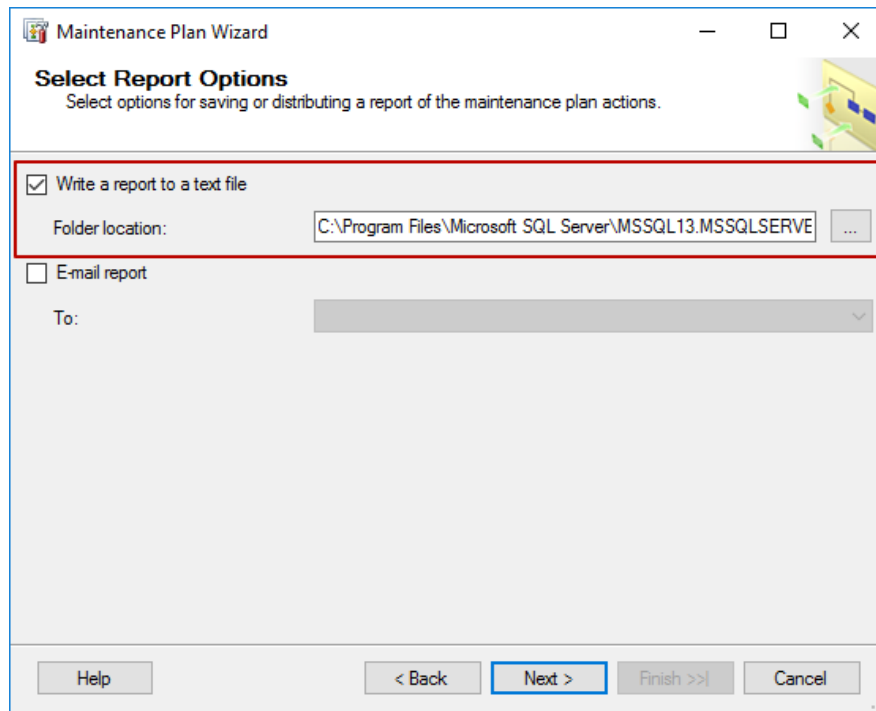 Maintenance Plan Wizard
Select Report Options
Select options for saving or distributing a report of the maintenance plan actions.
Write a report to a text file
Folder location: C:\Program Files\Microsoft SQL Server\MSSQL13.MSSQLSERVE ...
E-mail report
To:
Help < Back Next > Finish >>| Cancel